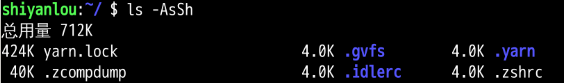 shiyanlou:~/ $ ls -AsSh
总用量 712K
424K yarn.lock 4.0K .gvfs 4.0K .yarn
40K .zcompdump 4.0K .idlerc 4.0K .zshrc